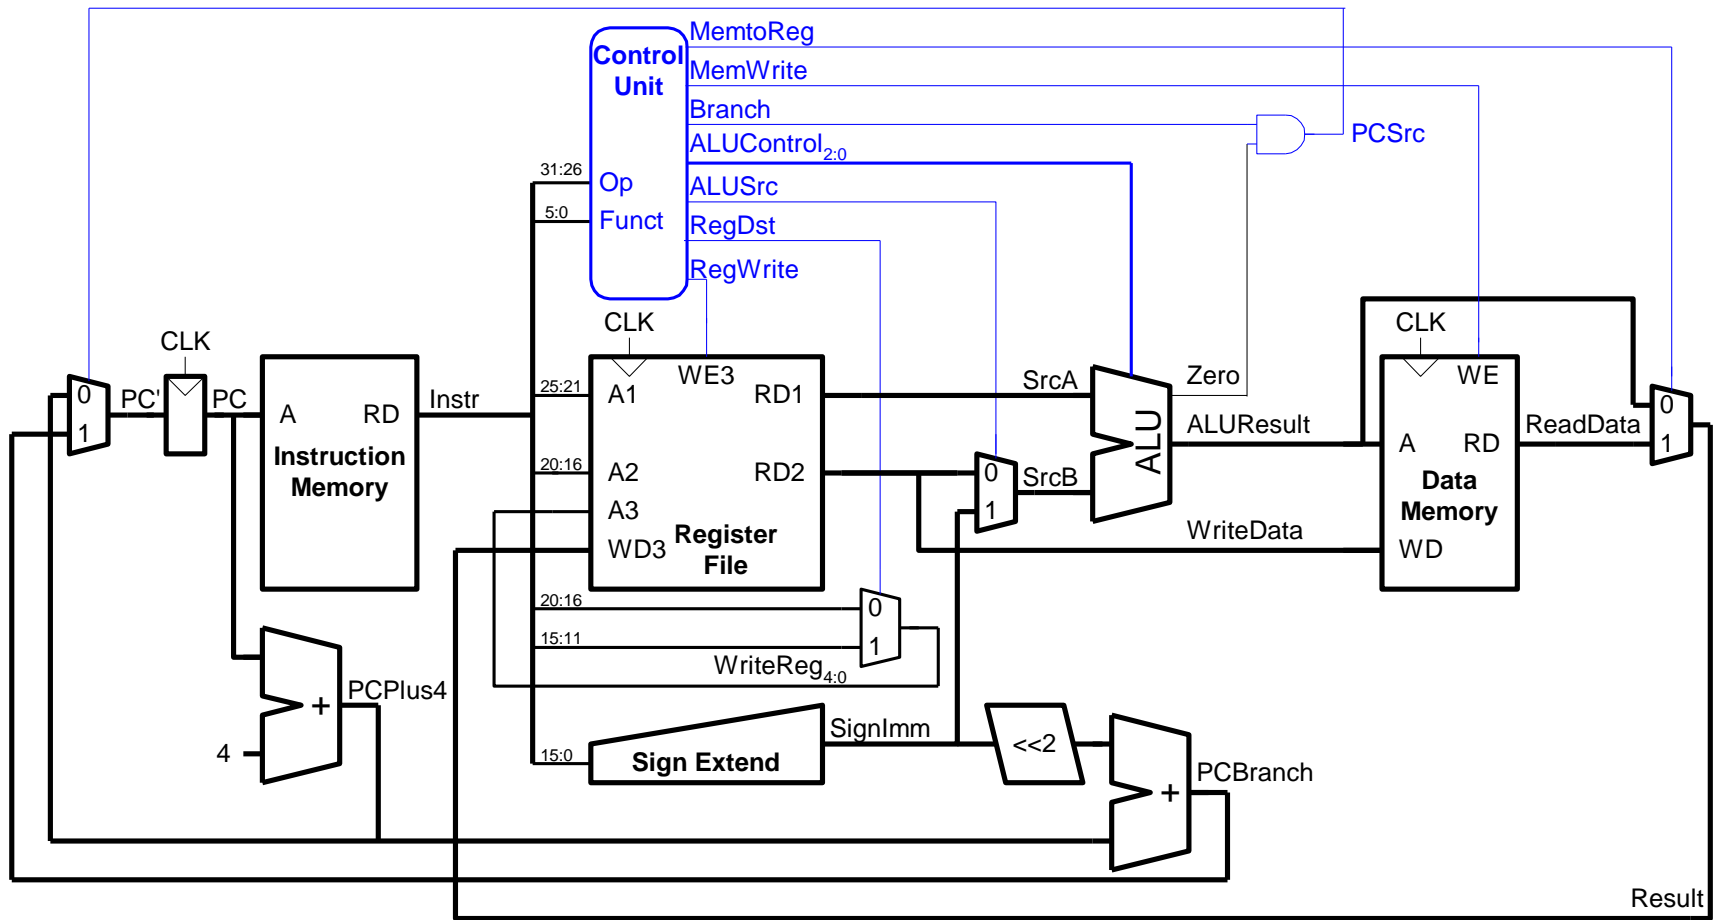 MemtoReg
Control
Unit
MemWrite
Branch
ALUControl2:0
PCSrc
31:26
Op
ALUSrc
5:0
Funct
RegDst
RegWrite
CLK
CLK
CLK
0
1
PC'
PC
A
RD
Instruction
Memory
Instr
25:21
A1
WE3
RD1
20:16
A2
RD2
A3
WD3
Register
File
SrcA
0
1
SrcB
ALU
Zero
ALUResult
WriteData
WE
A
RD
Data
Memory
WD
ReadData
0
1
20:16
0
15:11
1
WriteReg4:0
PCPlus4
+
4
15:0
Sign Extend
SignImm
<<2
+
PCBranch
Result